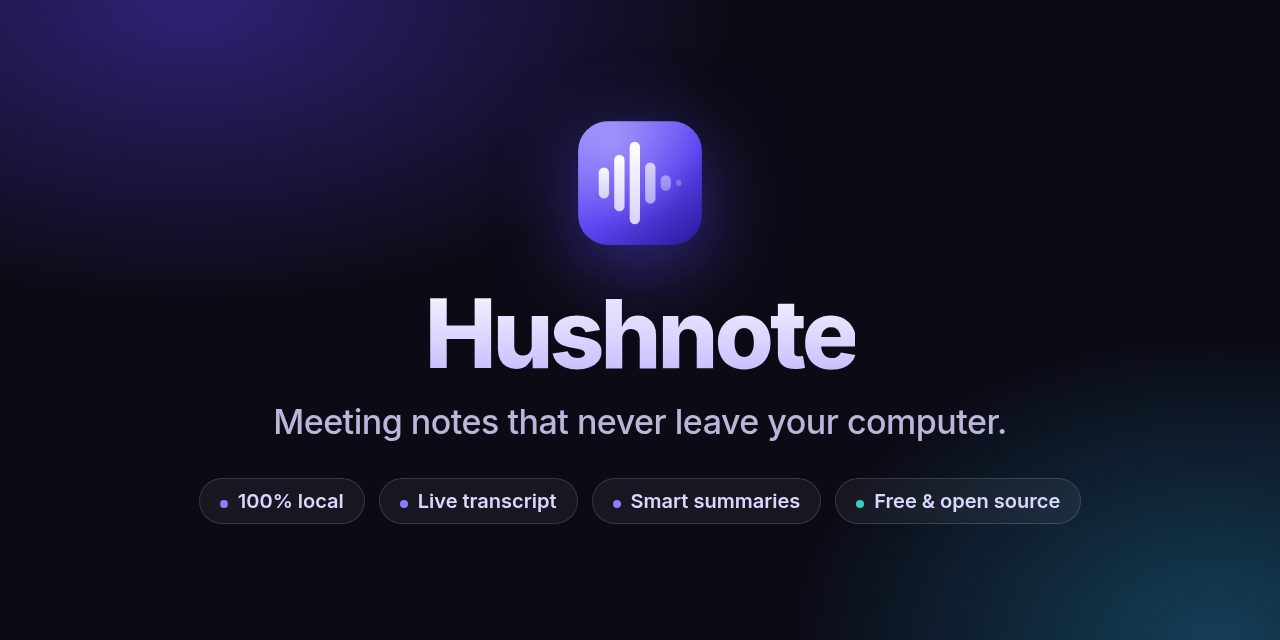 Hushnote
Meeting notes that never leave your computer.
100% local
Live transcript
Smart summaries
Free & open source